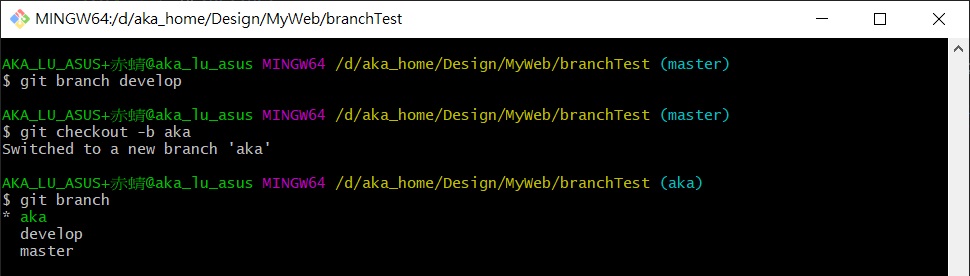 MINGW64:/d/aka_home/Design/MyWeb/branchTest
AKA_LU_ASUS+赤蜻@aka_lu_asus MINGW64 /d/aka_home/Design/MyWeb/branchTest (master)
$ git branch develop
AKA_LU_ASUS+赤蜻@aka_lu_asus MINGW64 /d/aka_home/Design/MyWeb/branchTest (master)
$ git checkout -b aka
Switched to a new branch 'aka'
AKA_LU_ASUS+赤蜻@aka_lu_asus MINGW64 /d/aka_home/Design/MyWeb/branchTest (aka)
$ git branch
* aka
  develop
  master